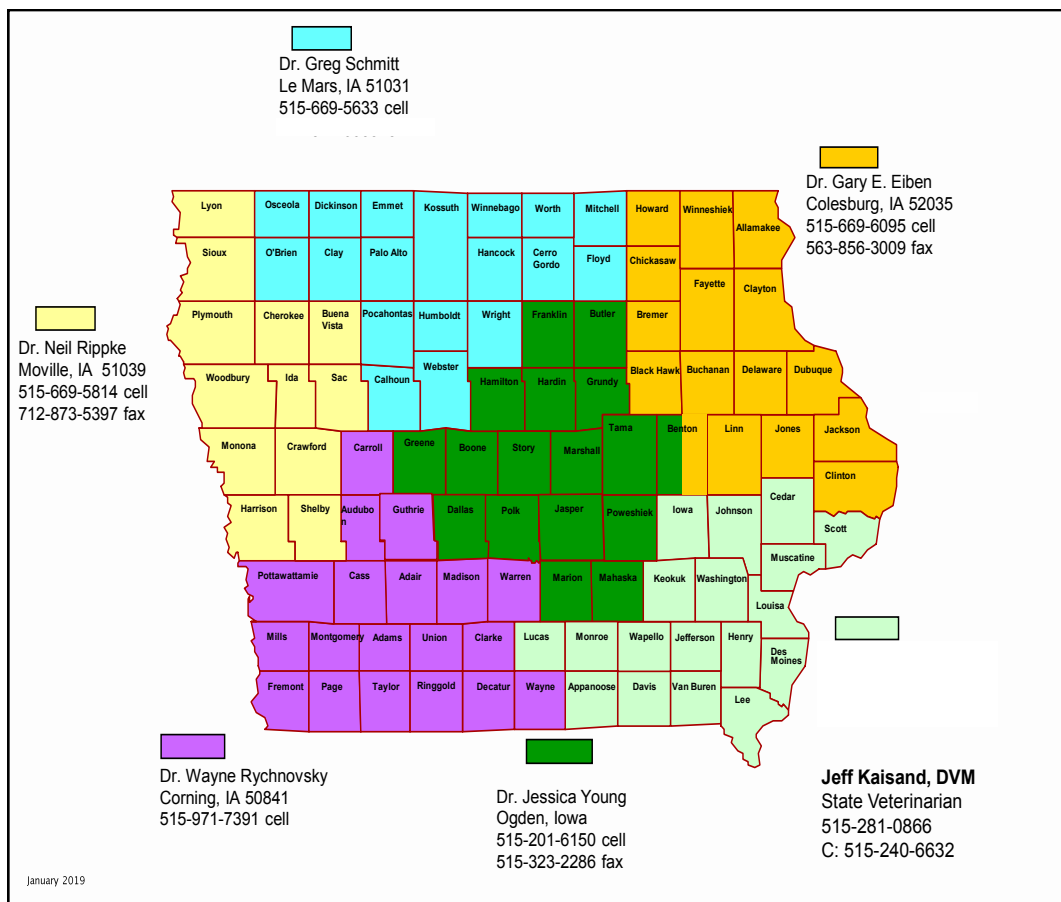 Dr. Greg Schmitt
Le Mars, IA 51031
515-669-5633 cell
Dr. Gary E. Eiben
Colesburg, IA 52035
515-669-6095 cell
563-856-3009 fax
Dr. Neil Rippke
Moville, IA 51039
515-669-5814 cell
712-873-5397 fax
Lyon
Osceola
Dickinson
Emmet
Kossuth
Winnebago
Worth
Mitchell
Howard
Winneshiek
Allamakee
Sioux
O'Brien
Clay
Palo Alto
Hancock
Cerro
Gordo
Floyd
Chickasaw
Fayette
Clayton
Plymouth
Cherokee
Buena
Vista
Pocahontas
Humboldt
Wright
Franklin
Butler
Bremer
Woodbury
Ida
Sac
Calhoun
Webster
Hamilton
Hardin
Grundy
Black Hawk
Buchanan
Delaware
Dubuque
Monona
Crawford
Carroll
Greene
Boone
Story
Marshall
Tama
Benton
Linn
Jones
Jackson
Clinton
Harrison
Shelby
Audubo
n
Guthrie
Dallas
Polk
Jasper
Poweshiek
Iowa
Johnson
Cedar
Scott
Muscatine
Pottawattamie
Cass
Adair
Madison
Warren
Marion
Mahaska
Keokuk
Washington
Louisa
Mills
Montgomery
Adams
Union
Clarke
Lucas
Monroe
Wapello
Jefferson
Henry
Des
Moines
Fremont
Page
Taylor
Ringgold
Decatur
Wayne
Appanoose
Davis
Van Buren
Lee
Dr. Wayne Rychnovsky
Corning, IA 50841
515-971-7391 cell
Dr. Jessica Young
Ogden, Iowa
515-201-6150 cell
515-323-2286 fax
Jeff Kaisand, DVM
State Veterinarian
515-281-0866
C: 515-240-6632
January 2019